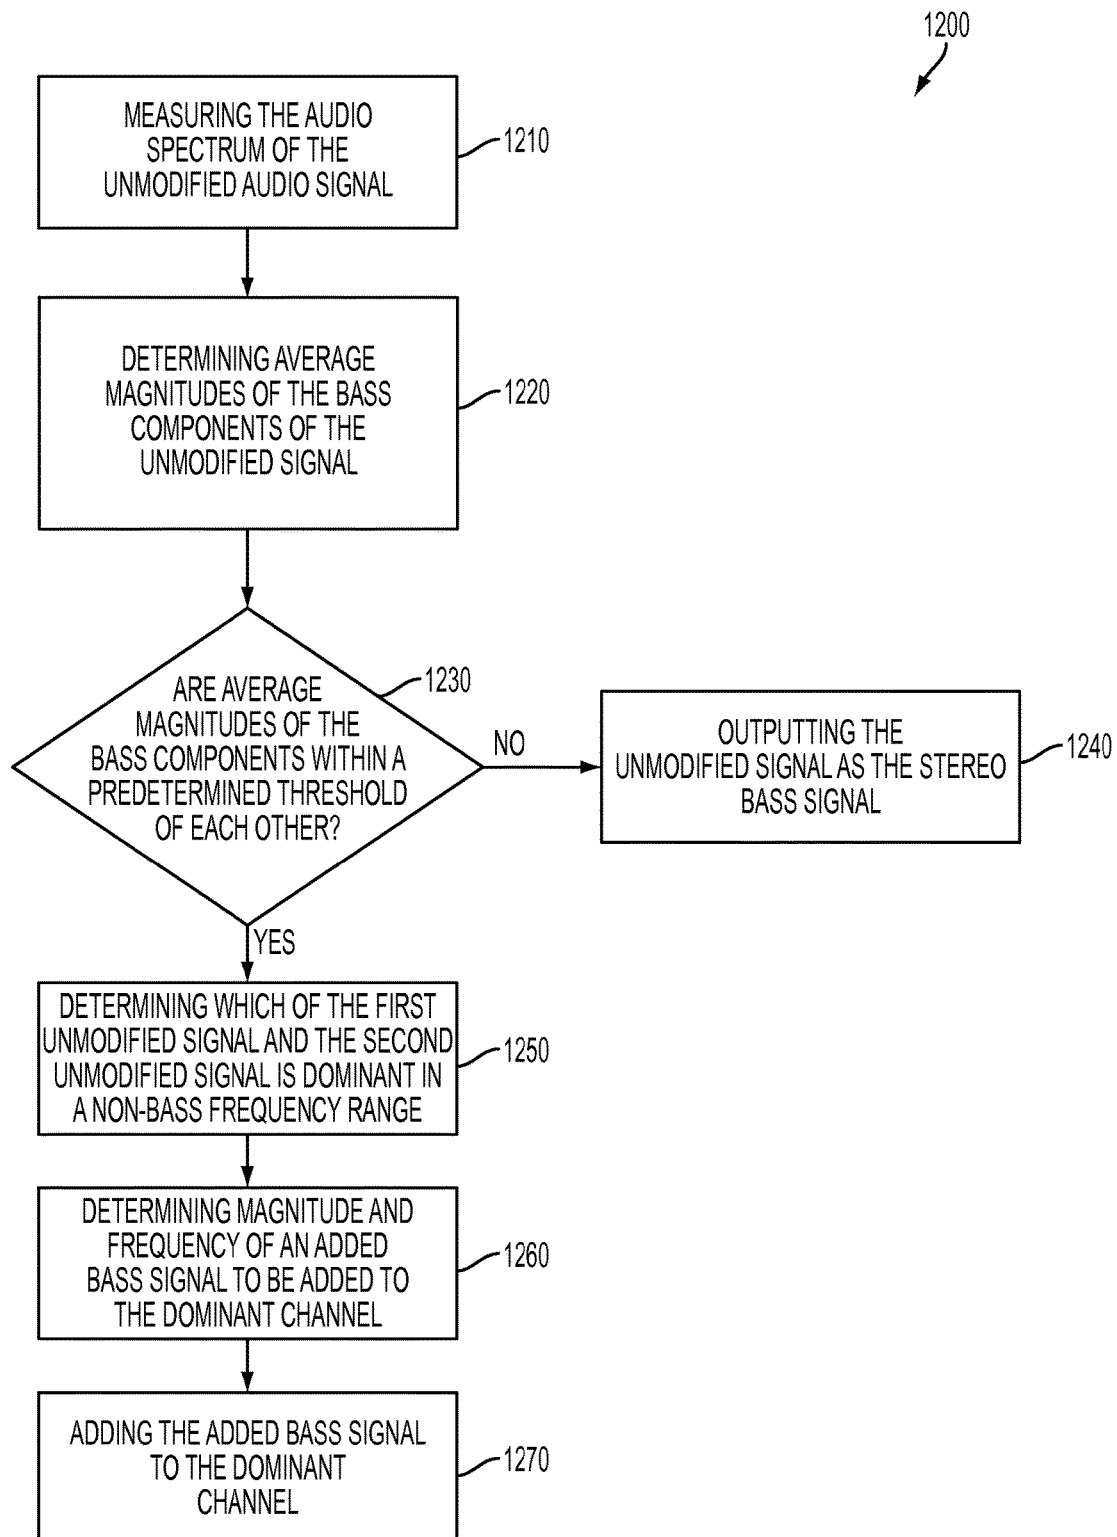 1200
MEASURING THE AUDIO
SPECTRUM OF THE
UNMODIFIED AUDIO SIGNAL
1210
DETERMINING AVERAGE
MAGNITUDES OF THE BASS
COMPONENTS OF THE
UNMODIFIED SIGNAL
1220
ARE AVERAGE
MAGNITUDES OF THE
BASS COMPONENTS WITHIN A
PREDETERMINED THRESHOLD
OF EACH OTHER?
1230
NO
OUTPUTTING THE
UNMODIFIED SIGNAL AS THE STEREO
BASS SIGNAL
1240
YES
DETERMINING WHICH OF THE FIRST
UNMODIFIED SIGNAL AND THE SECOND
UNMODIFIED SIGNAL IS DOMINANT IN
A NON-BASS FREQUENCY RANGE
1250
DETERMINING MAGNITUDE AND
FREQUENCY OF AN ADDED
BASS SIGNAL TO BE ADDED TO
THE DOMINANT CHANNEL
1260
ADDING THE ADDED BASS SIGNAL
TO THE DOMINANT
CHANNEL
1270